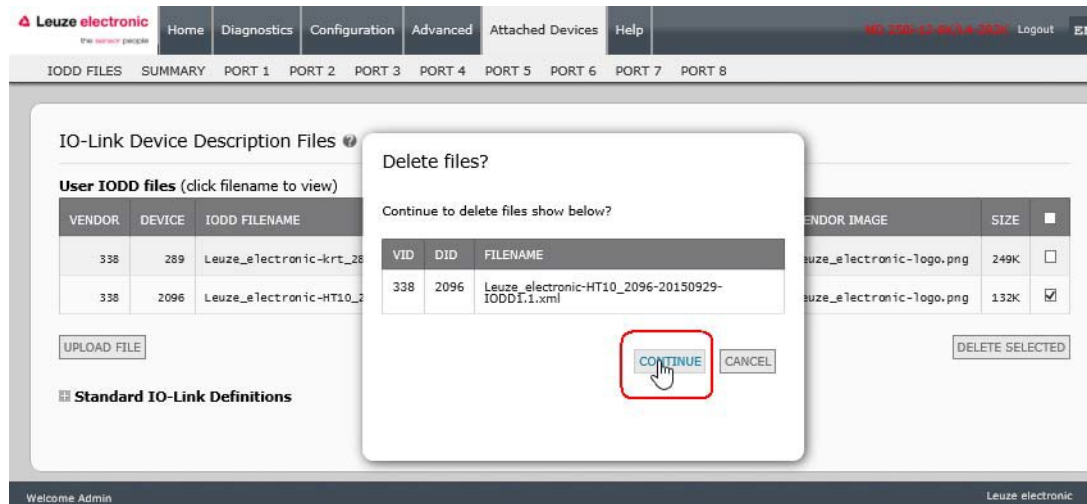 Leuze electronic
the sensor people
Home Diagnostics Configuration Advanced Attached Devices Help
Logout
IODD FILES SUMMARY PORT 1 PORT 2 PORT 3 PORT 4 PORT 5 PORT 6 PORT 7 PORT 8
IO-Link Device Description Files
User IODD files (click filename to view)
VENDOR DEVICE IODD FILENAME ENDOR IMAGE SIZE
338 289 Leuze_electronic-krt_28 euze_electronic-logo.png 249K
338 2096 Leuze_electronic-HT10_2 euze_electronic-logo.png 132K
UPLOAD FILE DELETE SELECTED
Standard IO-Link Definitions
Delete files?
Continue to delete files show below?
VID DID FILENAME
338 2096 Leuze_electronic-HT10_2096-20150929-
IODD1.1.xml
CONTINUE CANCEL
Welcome Admin Leuze electronic